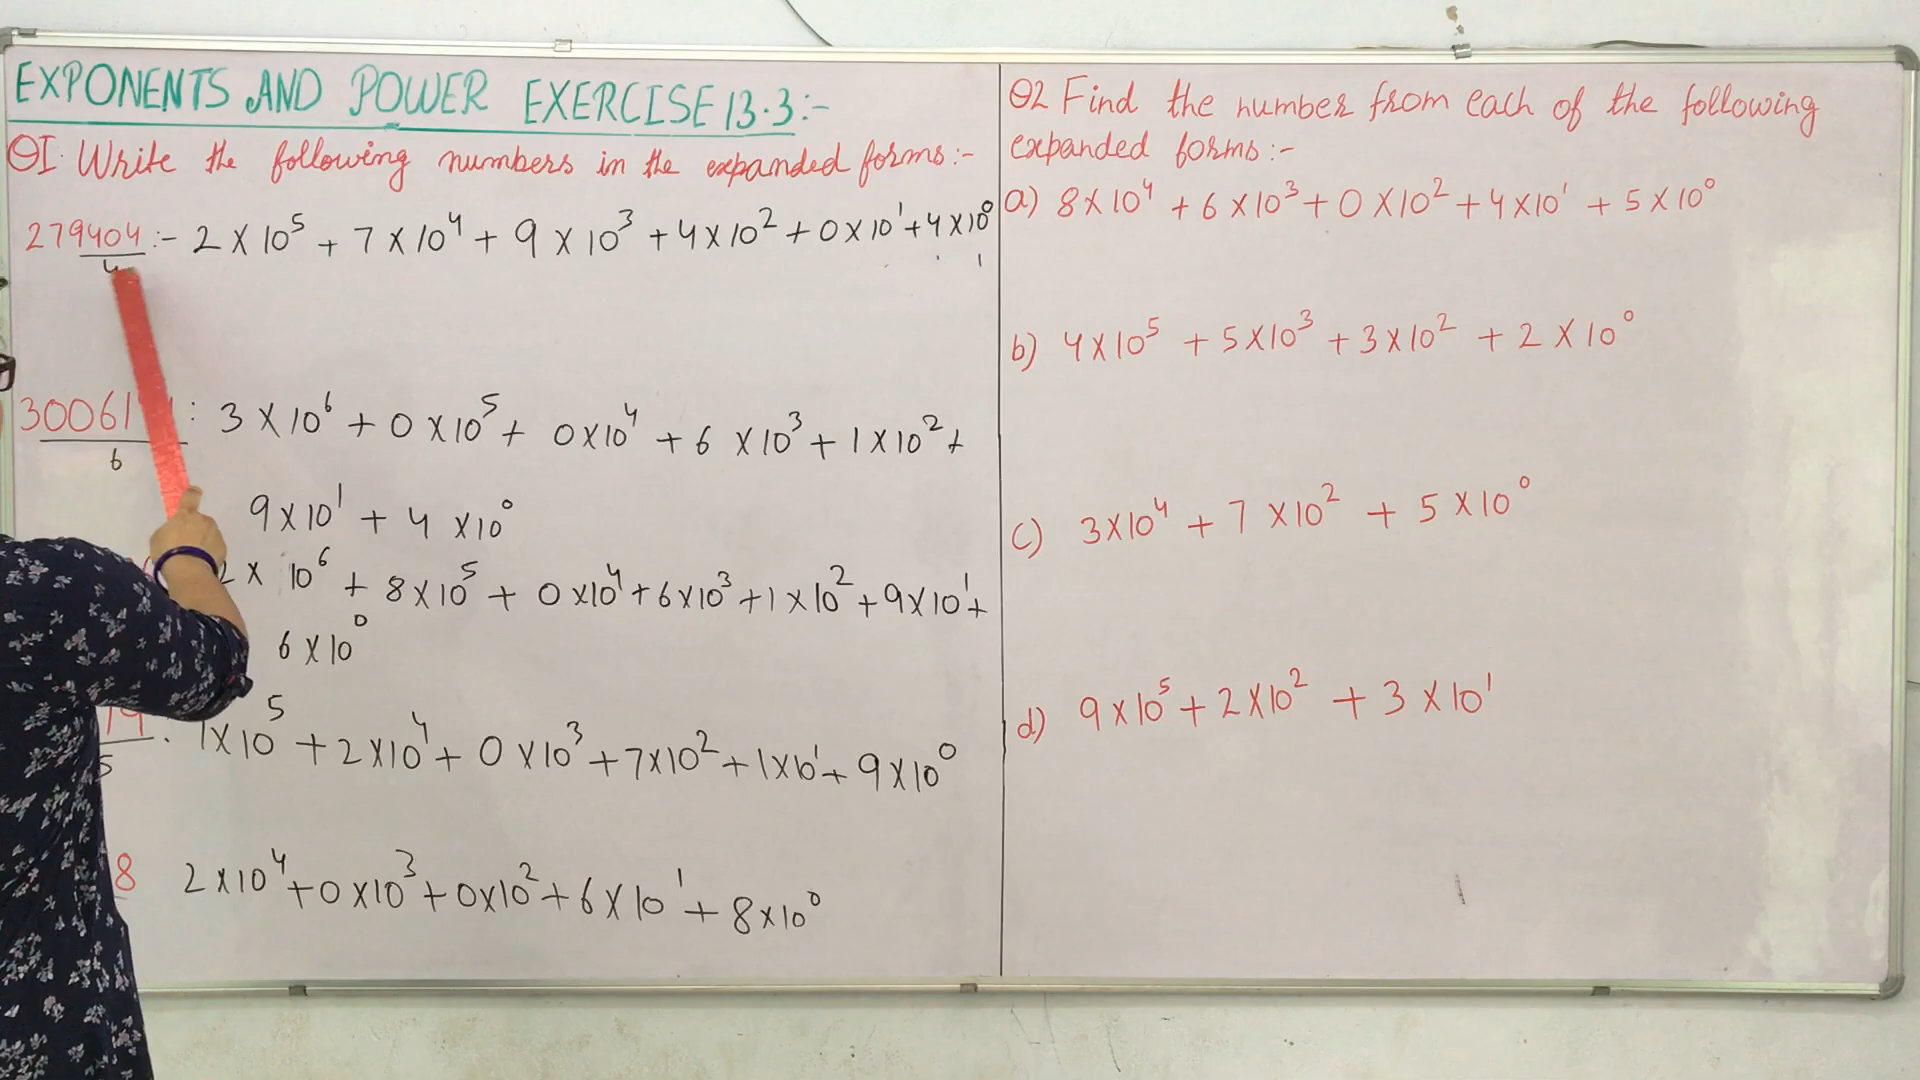 EXPONENTS AND POWER EXERCISE 13.3:-
Q1. Write the following numbers in the expanded forms:-
279404:- 2 × 10⁵ + 7 × 10⁴ + 9 × 10³ + 4 × 10² + 0 × 10¹ + 4 × 10⁰
4
30061 : 3 × 10⁶ + 0 × 10⁵ + 0 × 10⁴ + 6 × 10³ + 1 × 10² +
6
9 × 10¹ + 4 × 10⁰
2 × 10⁶ + 8 × 10⁵ + 0 × 10⁴ + 6 × 10³ + 1 × 10² + 9 × 10¹ +
6 × 10⁰
19. 1 × 10⁵ + 2 × 10⁴ + 0 × 10³ + 7 × 10² + 1 × 10¹ + 9 × 10⁰
5
8 2 × 10⁴ + 0 × 10³ + 0 × 10² + 6 × 10¹ + 8 × 10⁰
Q2 Find the number from each of the following
expanded forms:-
a) 8 × 10⁴ + 6 × 10³ + 0 × 10² + 4 × 10¹ + 5 × 10⁰
b) 4 × 10⁵ + 5 × 10³ + 3 × 10² + 2 × 10⁰
c) 3 × 10⁴ + 7 × 10² + 5 × 10⁰
d) 9 × 10⁵ + 2 × 10² + 3 × 10¹